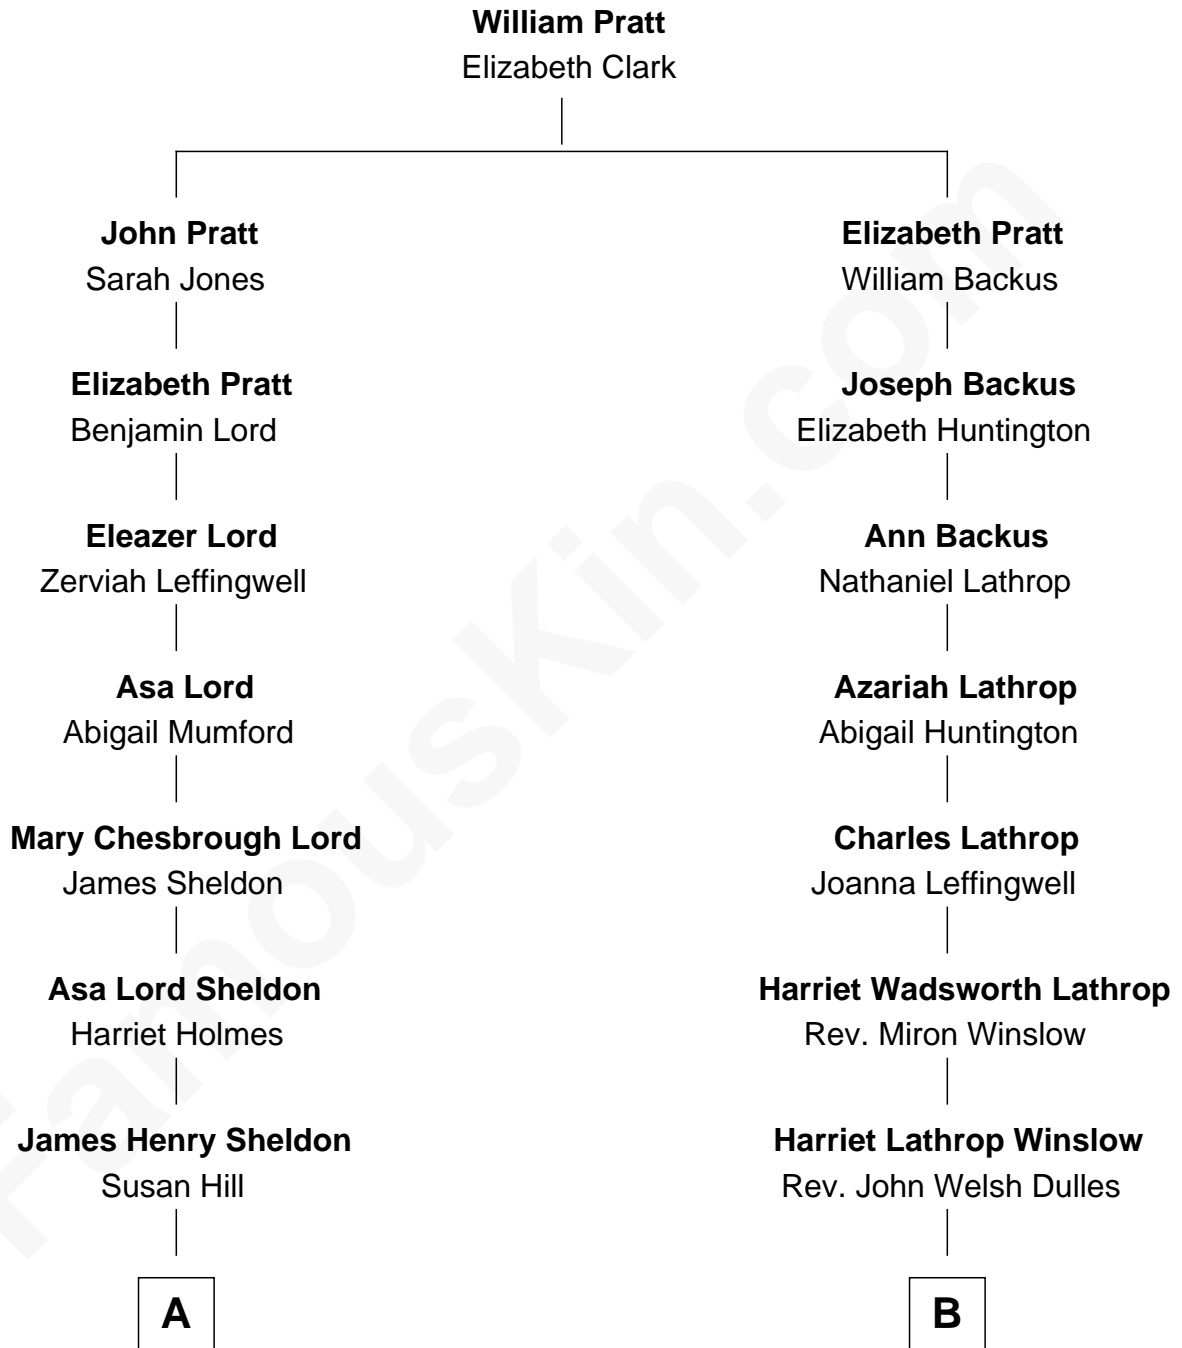 William Pratt
Elizabeth Clark
John Pratt
Sarah Jones
Elizabeth Pratt
William Backus
Elizabeth Pratt
Benjamin Lord
Joseph Backus
Elizabeth Huntington
Eleazer Lord
Zerviah Leffingwell
Ann Backus
Nathaniel Lathrop
Asa Lord
Abigail Mumford
Azariah Lathrop
Abigail Huntington
Mary Chesbrough Lord
James Sheldon
Charles Lathrop
Joanna Leffingwell
Asa Lord Sheldon
Harriet Holmes
Harriet Wadsworth Lathrop
Rev. Miron Winslow
James Henry Sheldon
Susan Hill
Harriet Lathrop Winslow
Rev. John Welsh Dulles
A
B
FamousKin.com